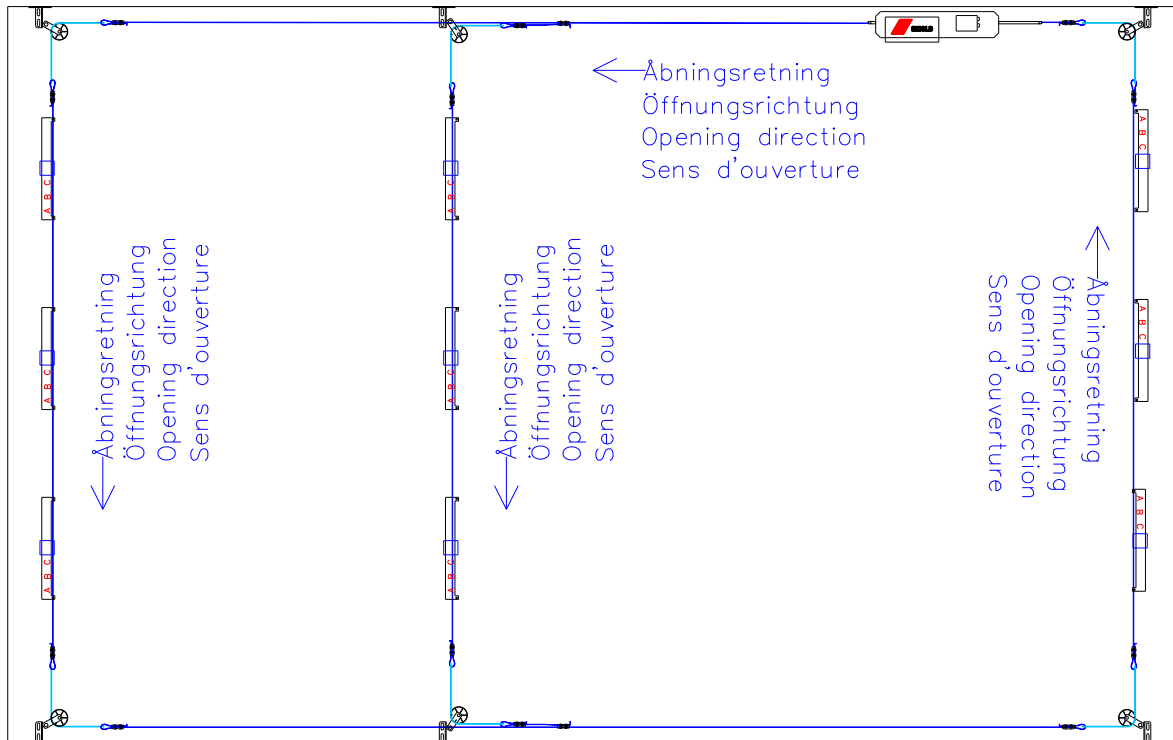 Åbningsretning
Öffnungsrichtung
Opening direction
Sens d'ouverture
A B C
A B C
A B C
Åbningsretning
Öffnungsrichtung
Opening direction
Sens d'ouverture
A B C
A B C
A B C
Åbningsretning
Öffnungsrichtung
Opening direction
Sens d'ouverture
A B C
A B C
A B C
Åbningsretning
Öffnungsrichtung
Opening direction
Sens d'ouverture